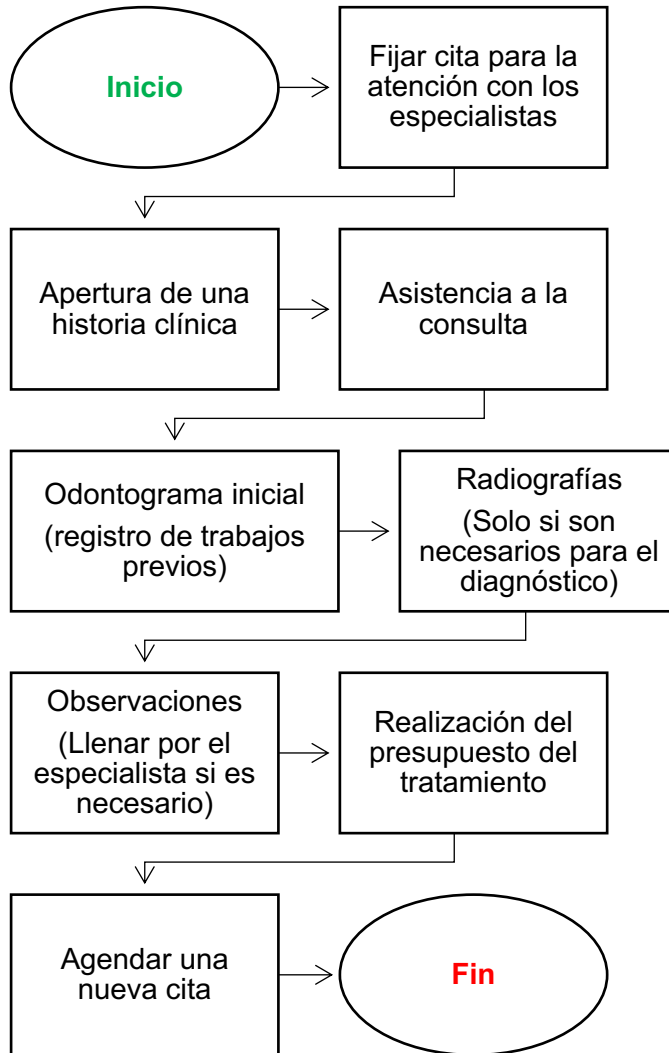 Inicio
Fijar cita para la
atención con los
especialistas
Apertura de una
historia clínica
Asistencia a la
consulta
Odontograma inicial
(registro de trabajos
previos)
Radiografías
(Solo si son
necesarios para el
diagnóstico)
Observaciones
(Llenar por el
especialista si es
necesario)
Realización del
presupuesto del
tratamiento
Agendar una
nueva cita
Fin